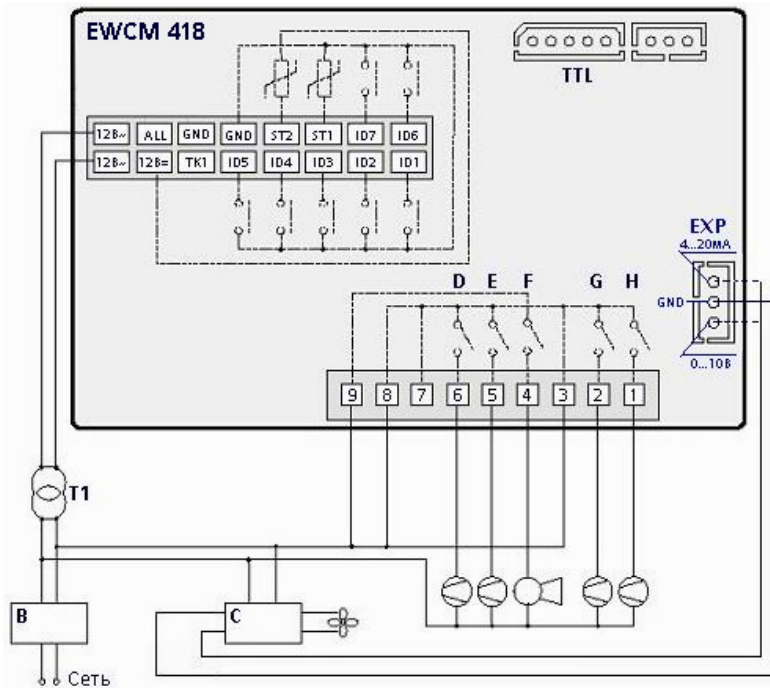 EWCM 418
TTL
12В~ ALL GND GND ST2 ST1 ID7 ID6
12В~ 12В= TK1 ID5 ID4 ID3 ID2 ID1
EXP
4...20мА
GND
0...10В
D E F G H
9 8 7 6 5 4 3 2 1
T1
B
C
Сеть